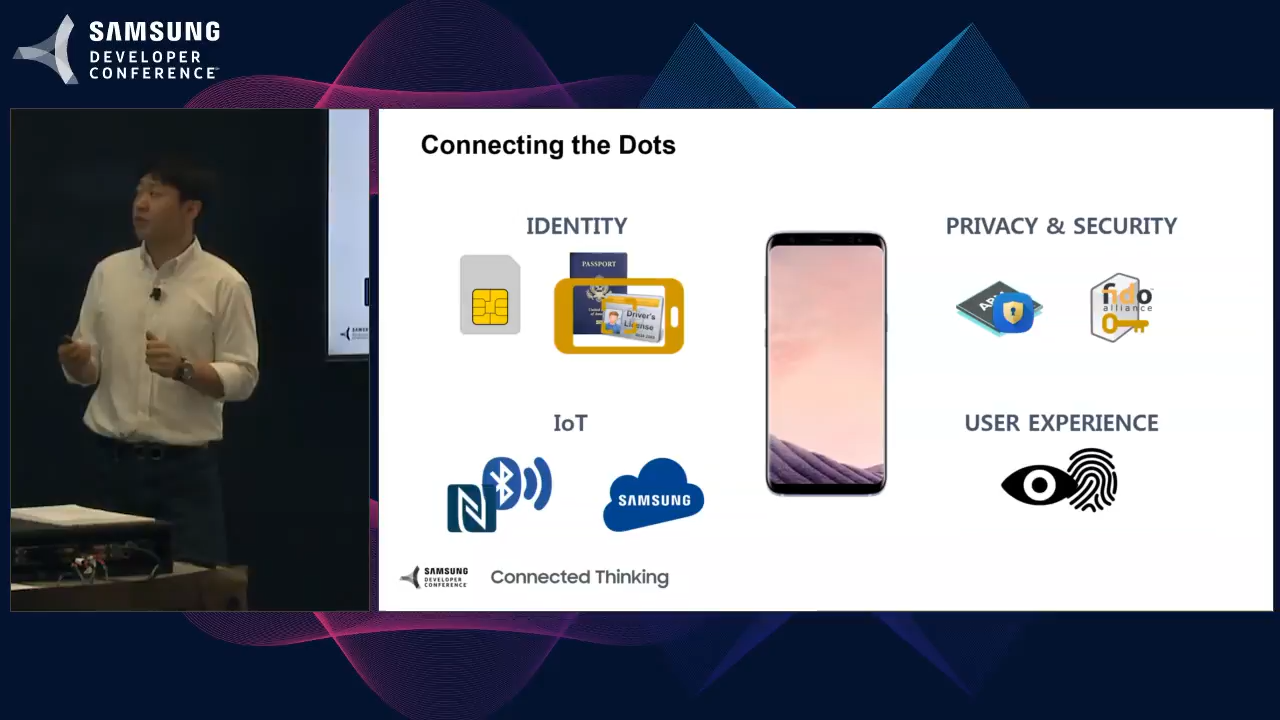 SAMSUNG
DEVELOPER
CONFERENCE
Connecting the Dots
IDENTITY
PASSPORT
Driver's
License
PRIVACY & SECURITY
ARM
fido
alliance
IoT
SAMSUNG
USER EXPERIENCE
SAMSUNG
DEVELOPER
CONFERENCE
Connected Thinking